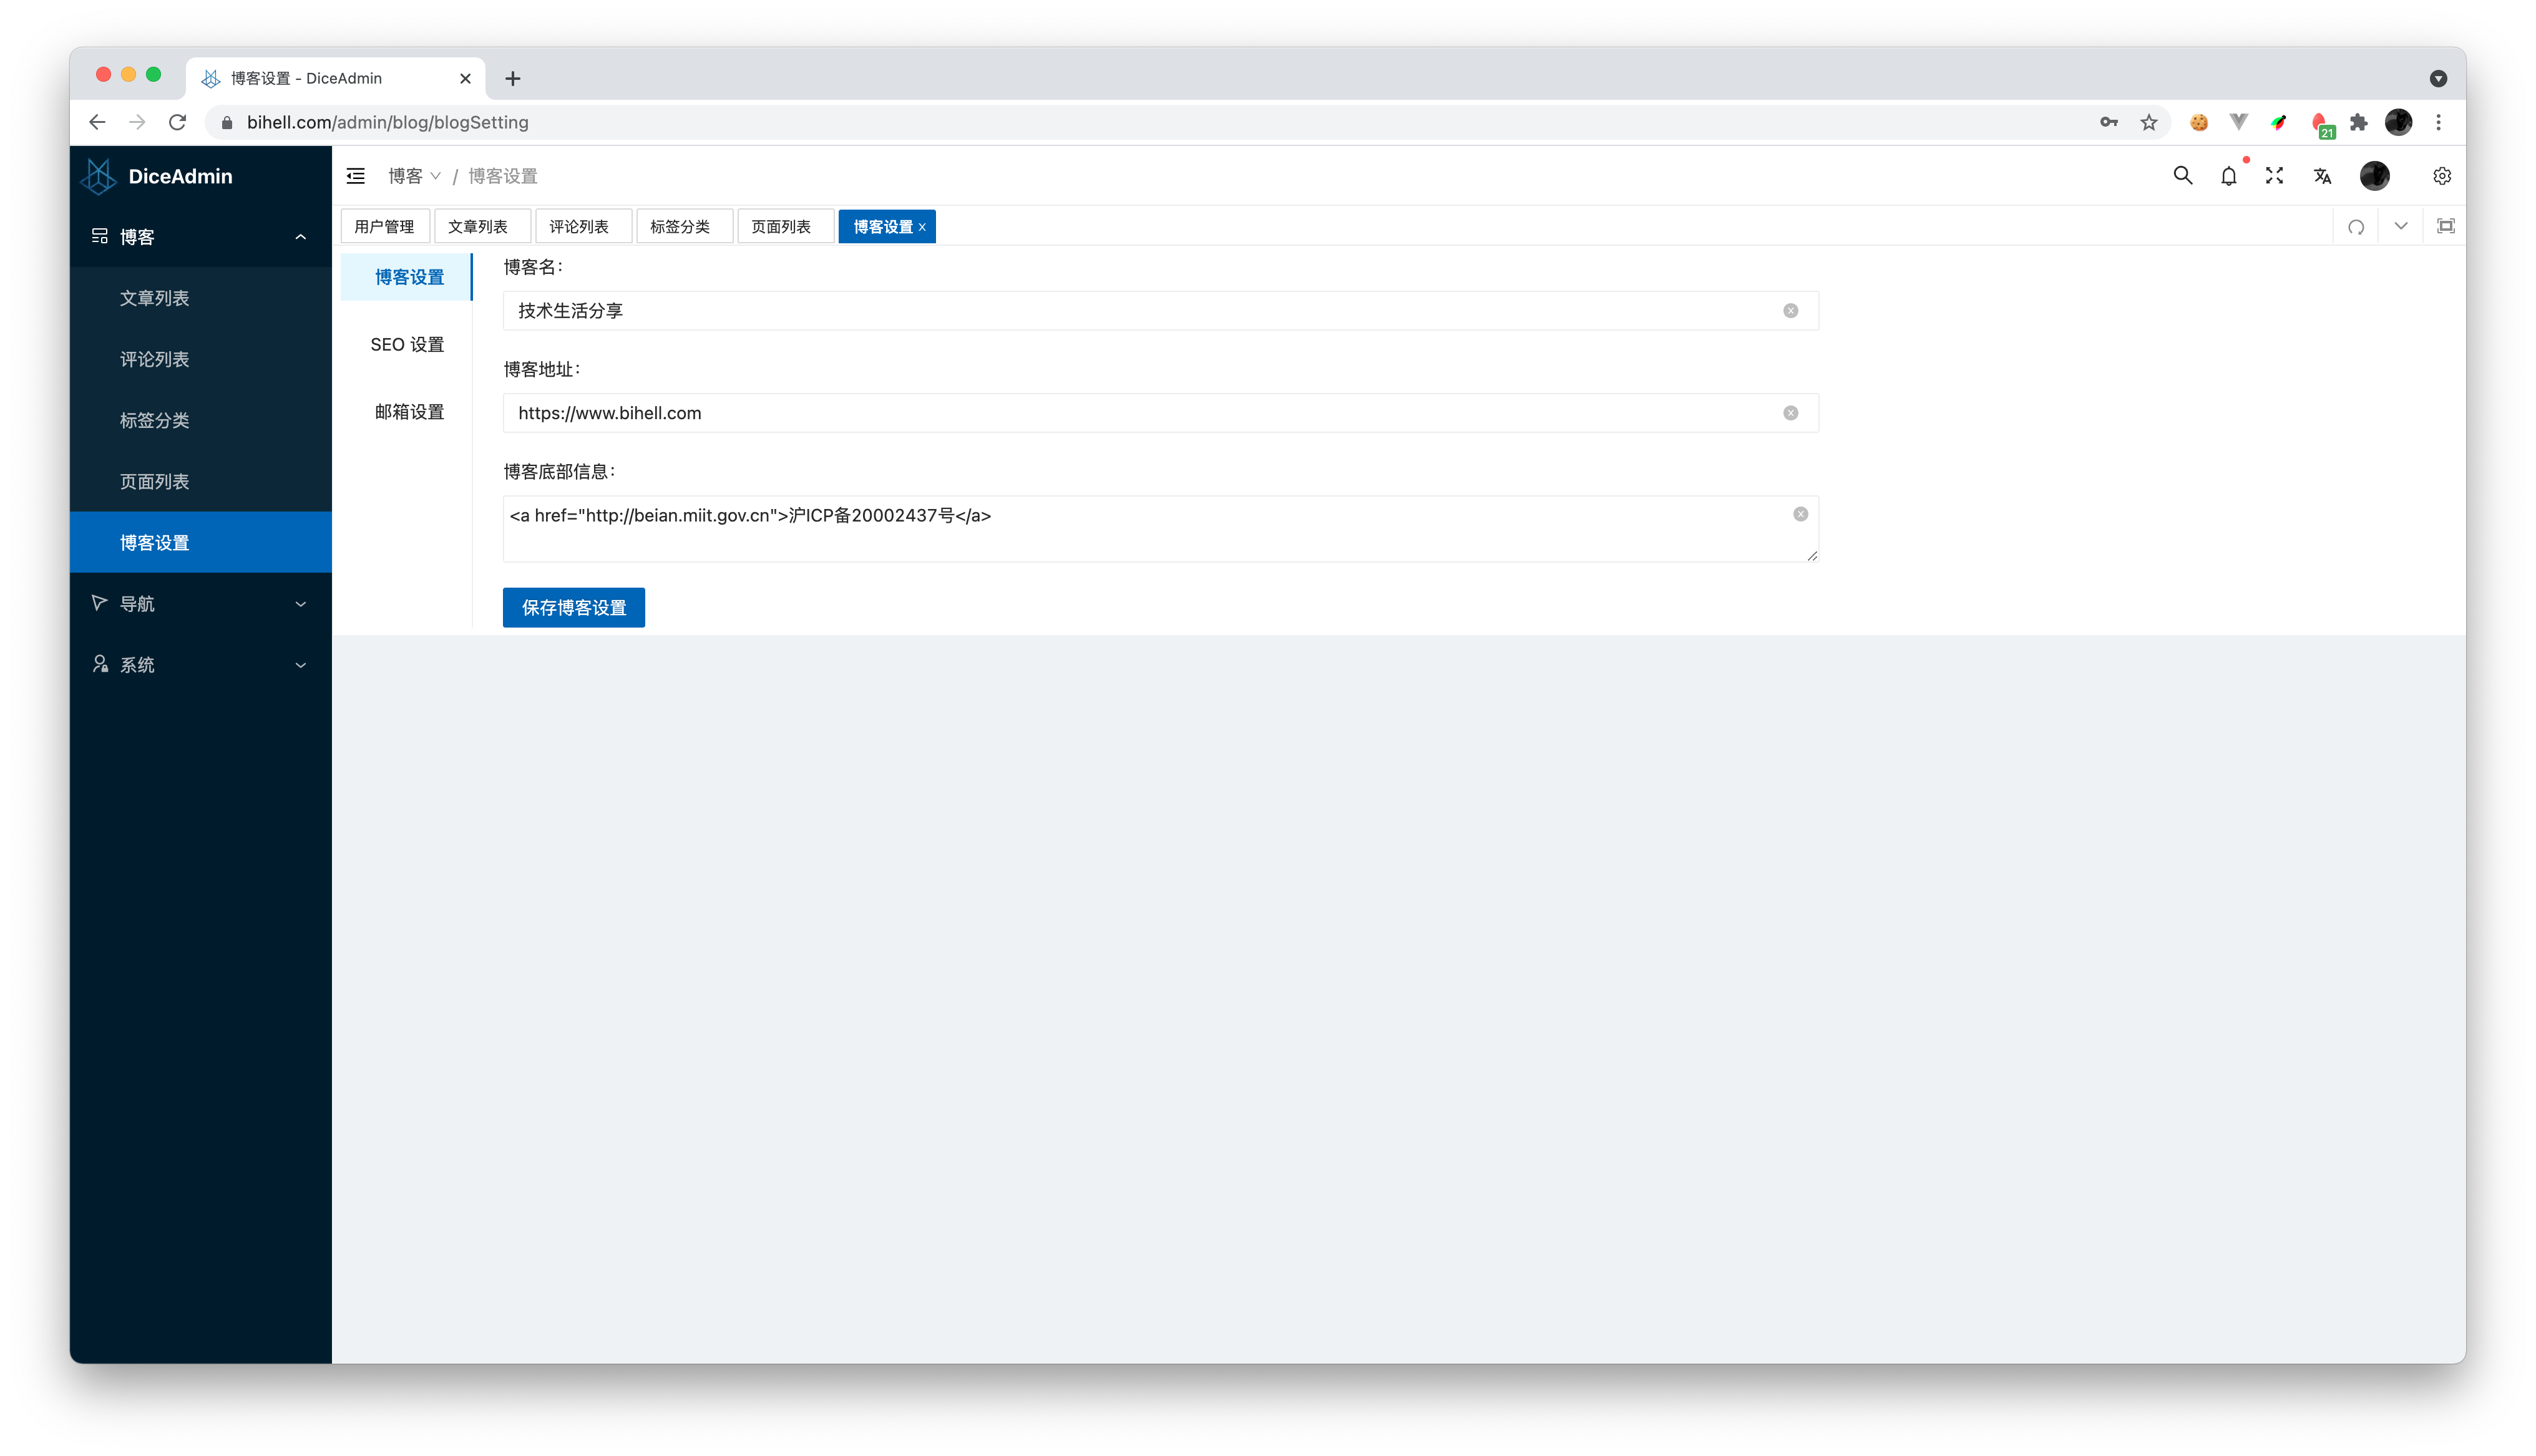 博客设置 - DiceAdmin
bihell.com/admin/blog/blogSetting
21
DiceAdmin
博客 / 博客设置
博客
文章列表
评论列表
标签分类
页面列表
博客设置
导航
系统
用户管理
文章列表
评论列表
标签分类
页面列表
博客设置
博客设置
SEO 设置
邮箱设置
博客名:
技术生活分享
博客地址:
https://www.bihell.com
博客底部信息:
<a href="http://beian.miit.gov.cn">沪ICP备20002437号</a>
保存博客设置